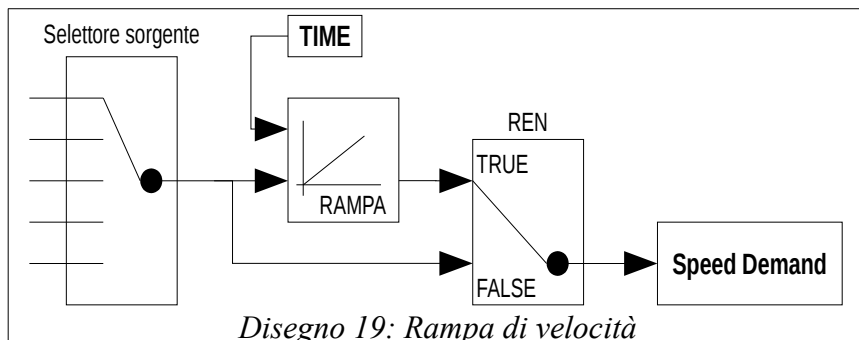 Selettore sorgente
TIME
REN
TRUE
RAMPA
FALSE
Speed Demand
Disegno 19: Rampa di velocità